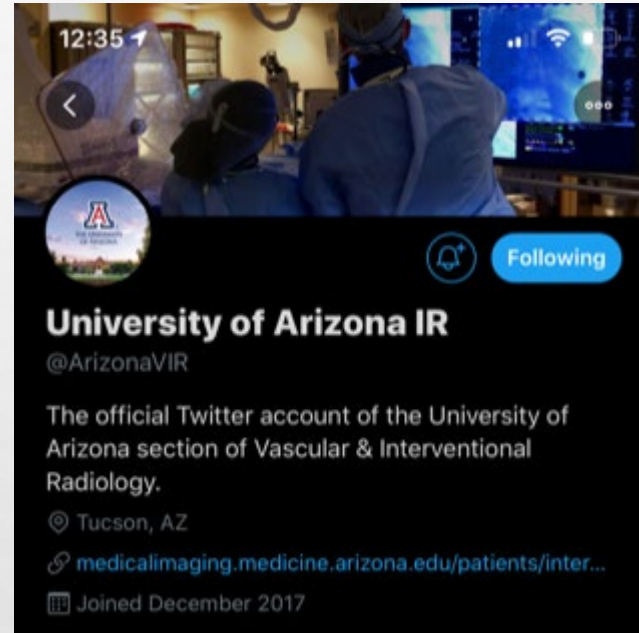 12:35
Following
University of Arizona IR
@ArizonaVIR
The official Twitter account of the University of
Arizona section of Vascular & Interventional
Radiology.
Tucson, AZ
medicalimaging.medicine.arizona.edu/patients/inter...
Joined December 2017